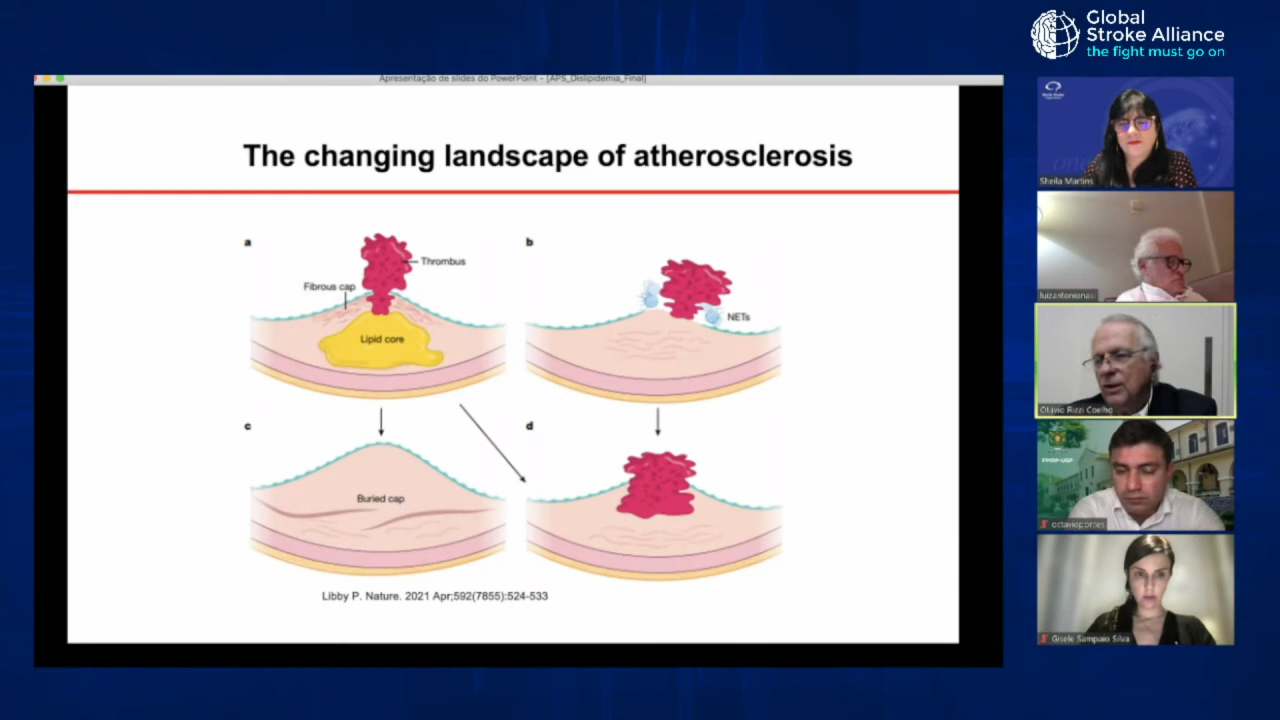 Global
Stroke Alliance
the fight must go on
Apresentação de slides do PowerPoint - [APS_Dislipidemia_Final]
The changing landscape of atherosclerosis
a
Thrombus
Fibrous cap
Lipid core
b
NETs
c
Buried cap
d
Libby P. Nature. 2021 Apr;592(7855):524-533
Sheila Martins
luizantonionasi
Otávio Rizzi Coelho
FMRP-USP
octaviopontes
Gisele Sampaio Silva